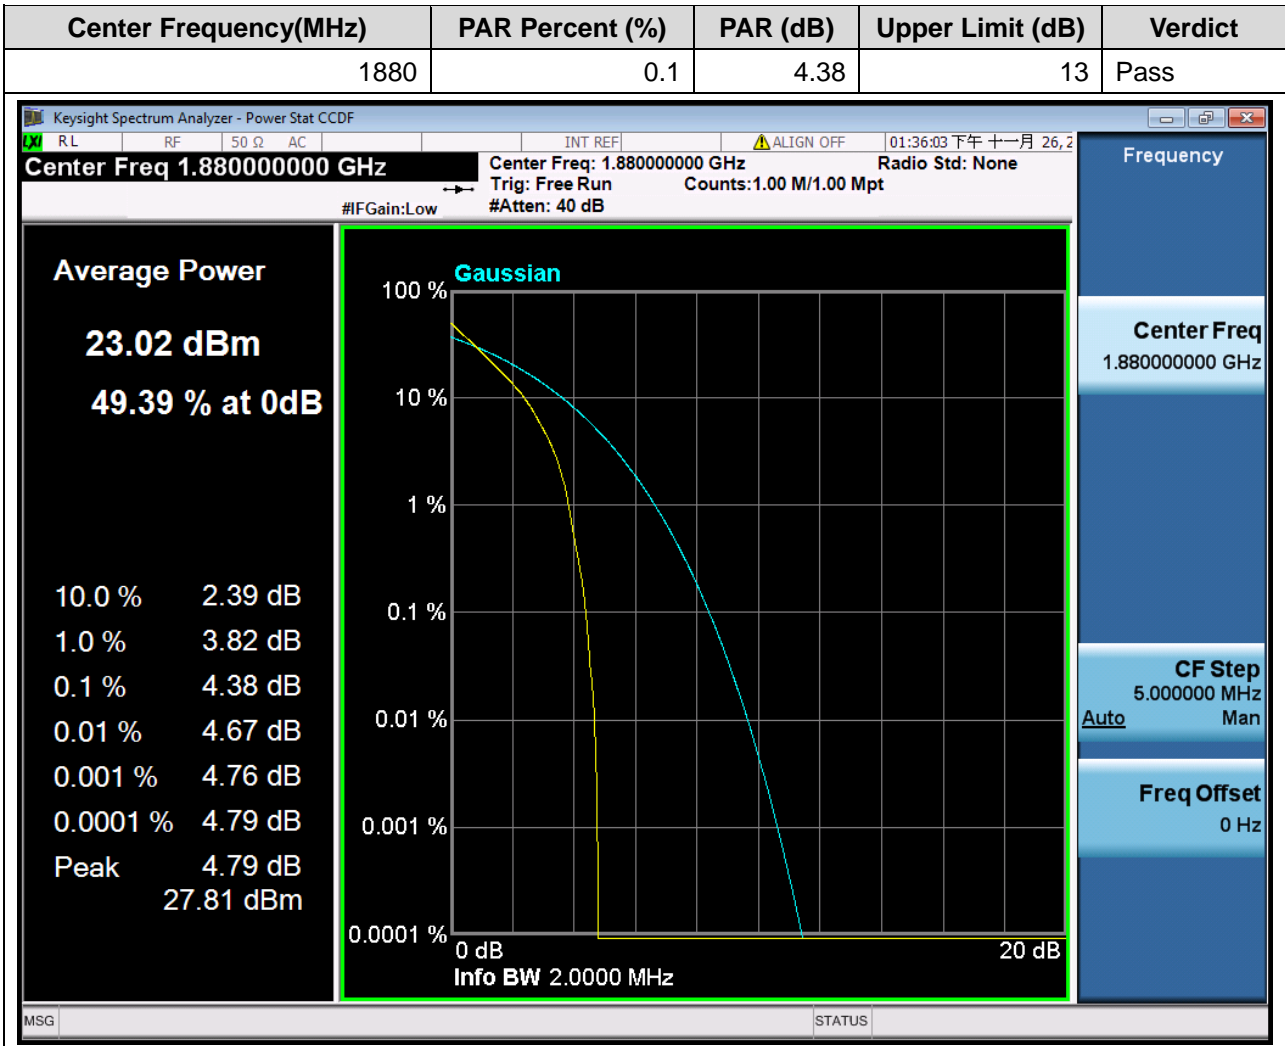 Center Frequency(MHz) PAR Percent (%) PAR (dB) Upper Limit (dB) Verdict
1880 0.1 4.38 13 Pass
Keysight Spectrum Analyzer - Power Stat CCDF
LXI RL RF 50 Ω AC INT REF ALIGN OFF 01:36:03 下午 十一月 26, 2
Center Freq 1.880000000 GHz
Center Freq: 1.880000000 GHz Radio Std: None
Trig: Free Run Counts:1.00 M/1.00 Mpt
#IFGain:Low #Atten: 40 dB
Frequency
Average Power
23.02 dBm
49.39 % at 0dB
10.0 % 2.39 dB
1.0 % 3.82 dB
0.1 % 4.38 dB
0.01 % 4.67 dB
0.001 % 4.76 dB
0.0001 % 4.79 dB
Peak 4.79 dB
27.81 dBm
Gaussian
100 %
10 %
1 %
0.1 %
0.01 %
0.001 %
0.0001 %
0 dB 20 dB
Info BW 2.0000 MHz
Center Freq
1.880000000 GHz
CF Step
5.000000 MHz
Auto Man
Freq Offset
0 Hz
MSG STATUS